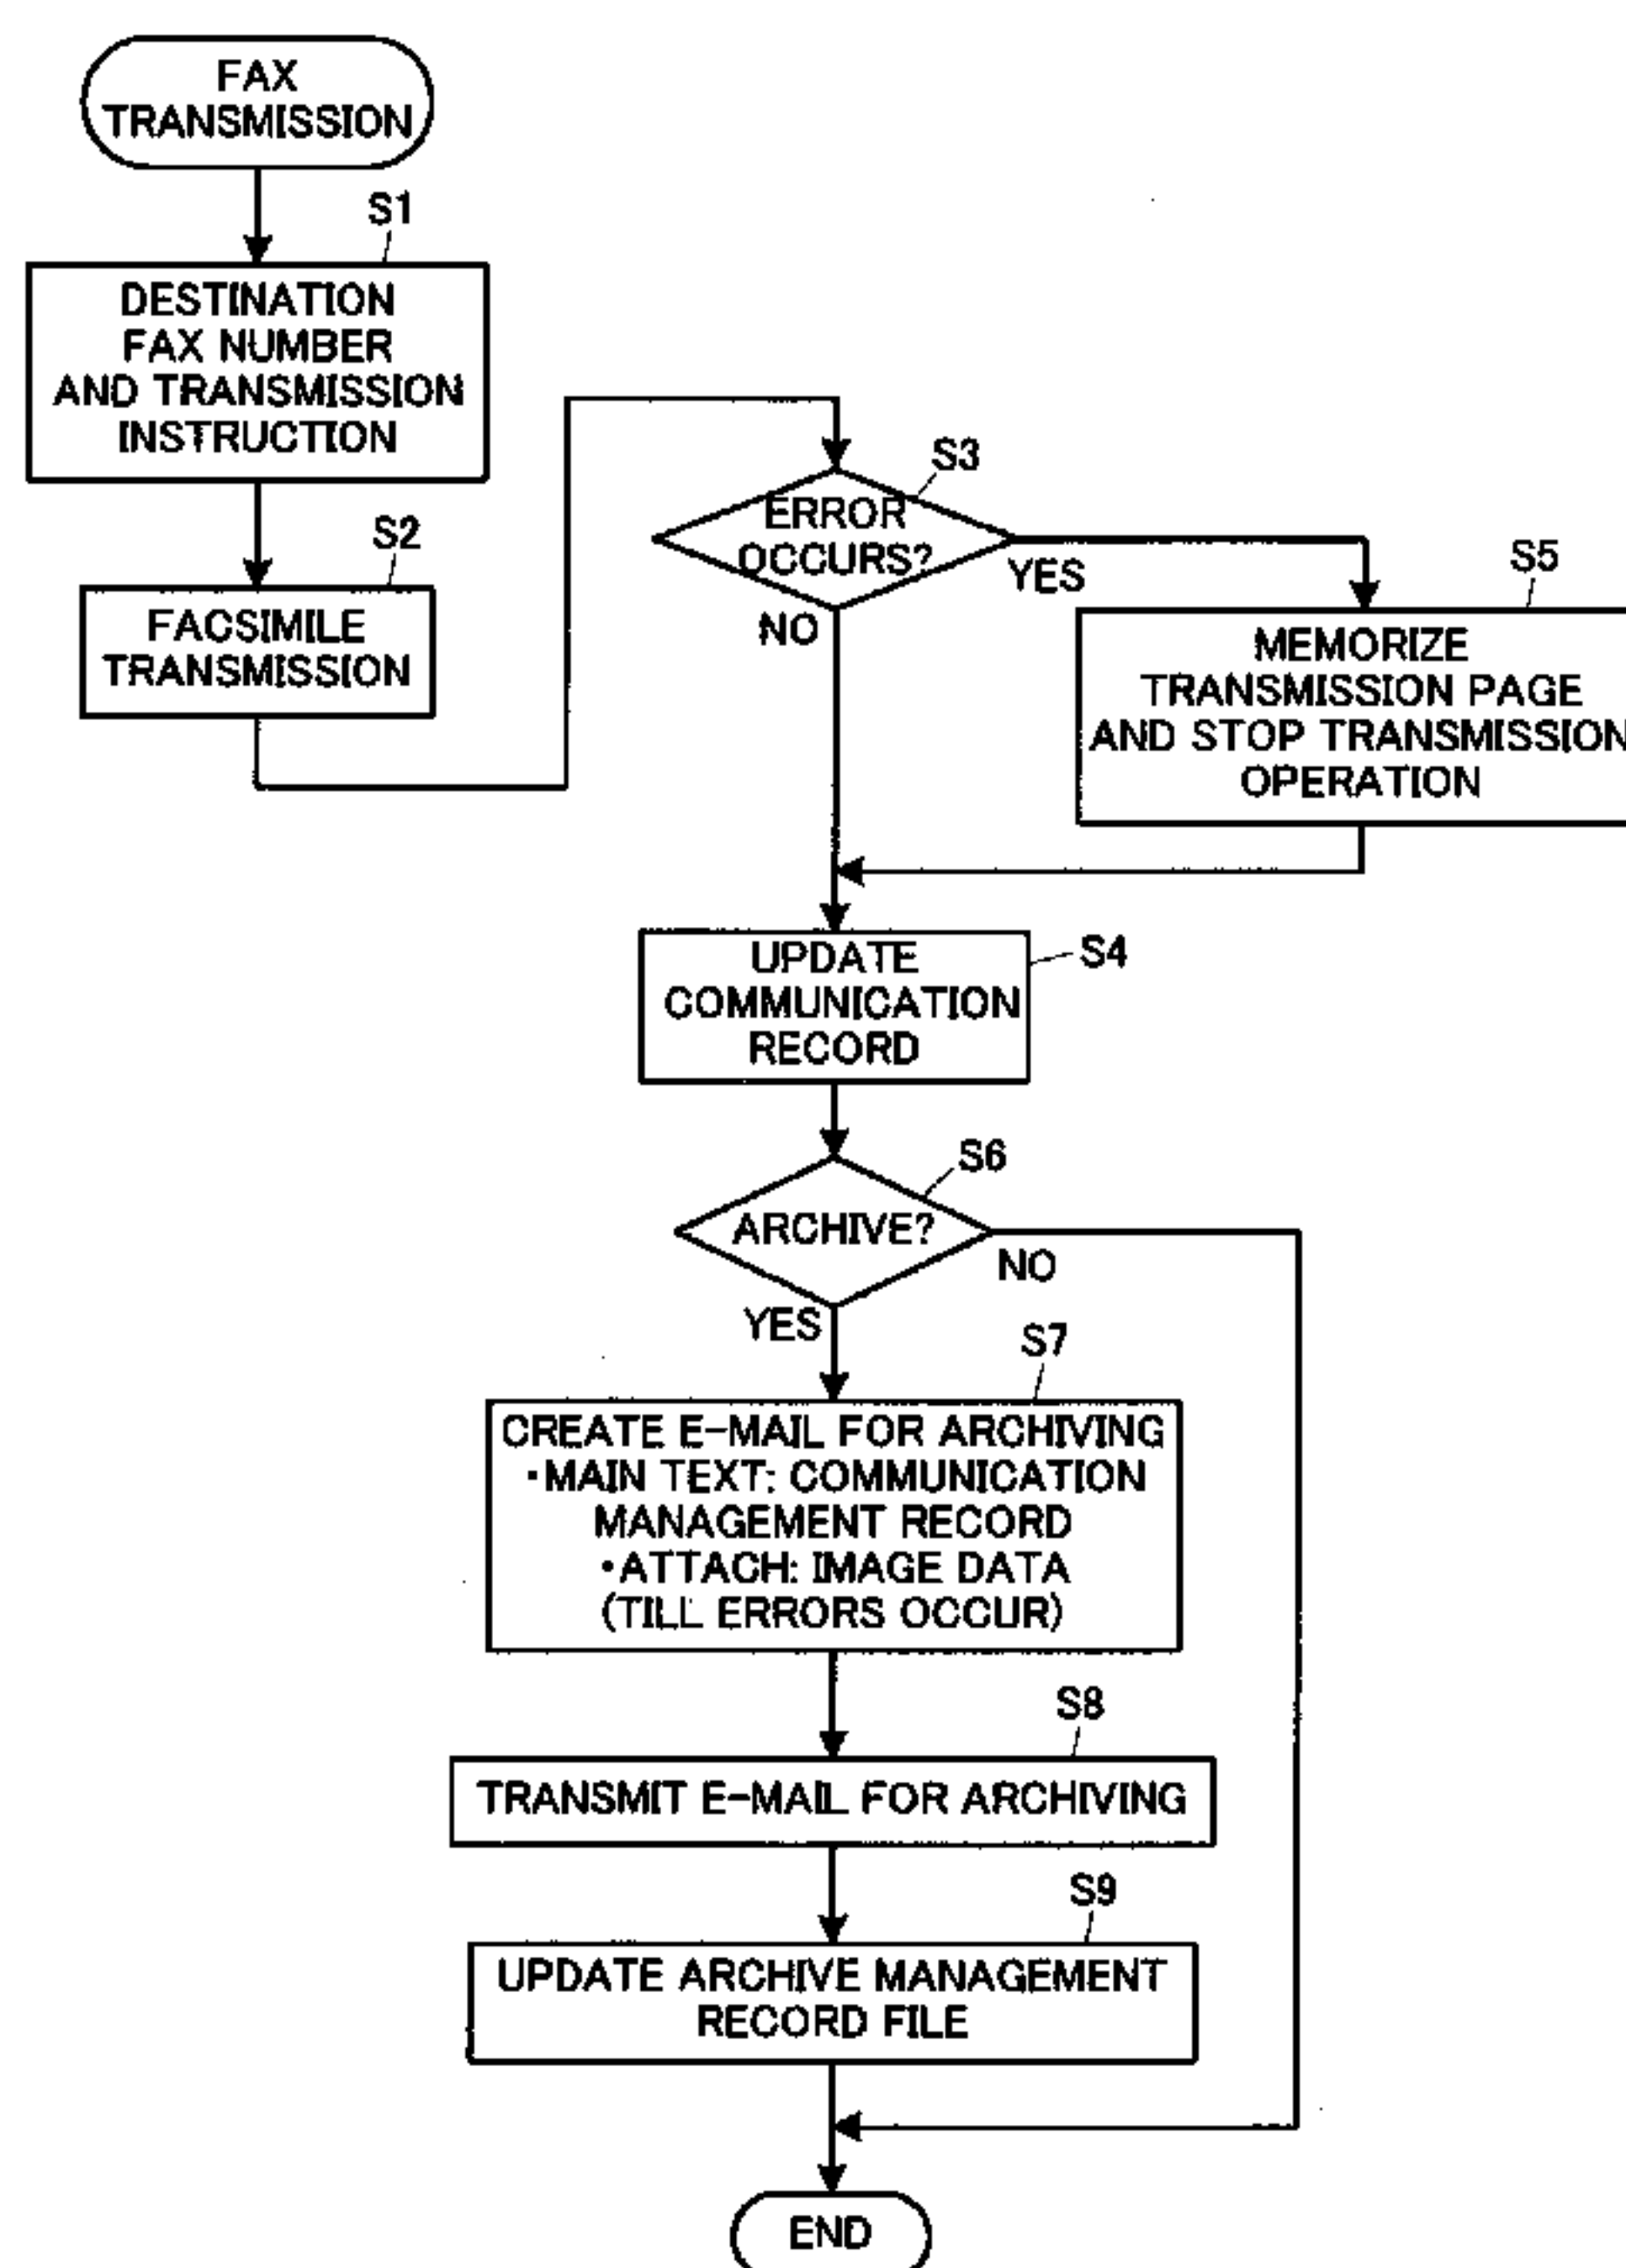 FAX
TRANSMISSION
S1
DESTINATION
FAX NUMBER
AND TRANSMISSION
INSTRUCTION
S2
FACSIMILE
TRANSMISSION
S3
ERROR
OCCURS?
YES
NO
S5
MEMORIZE
TRANSMISSION PAGE
AND STOP TRANSMISSION
OPERATION
S4
UPDATE
COMMUNICATION
RECORD
S6
ARCHIVE?
NO
YES
S7
CREATE E-MAIL FOR ARCHIVING
・MAIN TEXT: COMMUNICATION
MANAGEMENT RECORD
・ATTACH: IMAGE DATA
(TILL ERRORS OCCUR)
S8
TRANSMIT E-MAIL FOR ARCHIVING
S9
UPDATE ARCHIVE MANAGEMENT
RECORD FILE
END